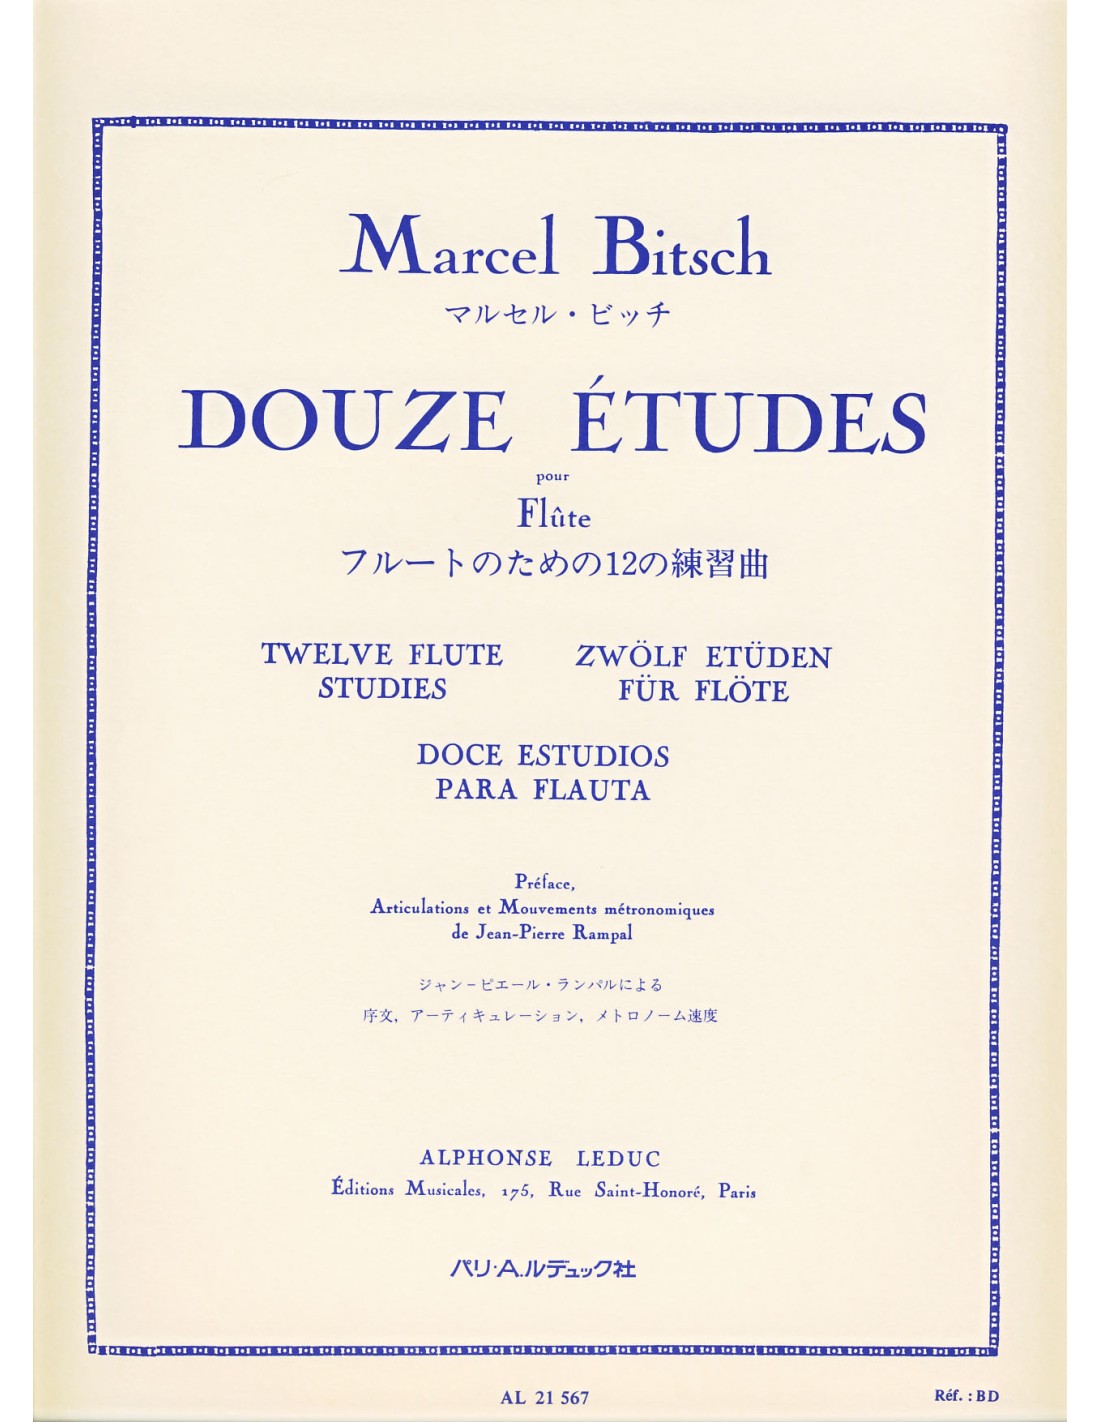 Marcel Bitsch
マルセル・ビッチ
DOUZE ÉTUDES
pour
Flûte
フルートのための12の練習曲
TWELVE FLUTE
STUDIES
ZWÖLF ETÜDEN
FÜR FLÖTE
DOCE ESTUDIOS
PARA FLAUTA
Préface,
Articulations et Mouvements métronomiques
de Jean-Pierre Rampal
ジャン－ピエール・ランパルによる
序文, アーティキュレーション, メトロノーム速度
ALPHONSE LEDUC
Éditions Musicales, 175, Rue Saint-Honoré, Paris
パリ・A.ルデュック社
AL 21 567
Réf. : BD